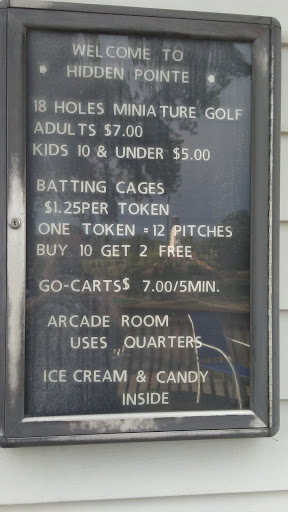 WELCOME TO
HIDDEN POINTE
18 HOLES MINIATURE GOLF
ADULTS $7.00
KIDS 10 & UNDER $5.00
BATTING CAGES
$1.25PER TOKEN
ONE TOKEN = 12 PITCHES
BUY 10 GET 2 FREE
GO-CARTS$ 7.00/5MIN.
ARCADE ROOM
USES QUARTERS
ICE CREAM & CANDY
INSIDE